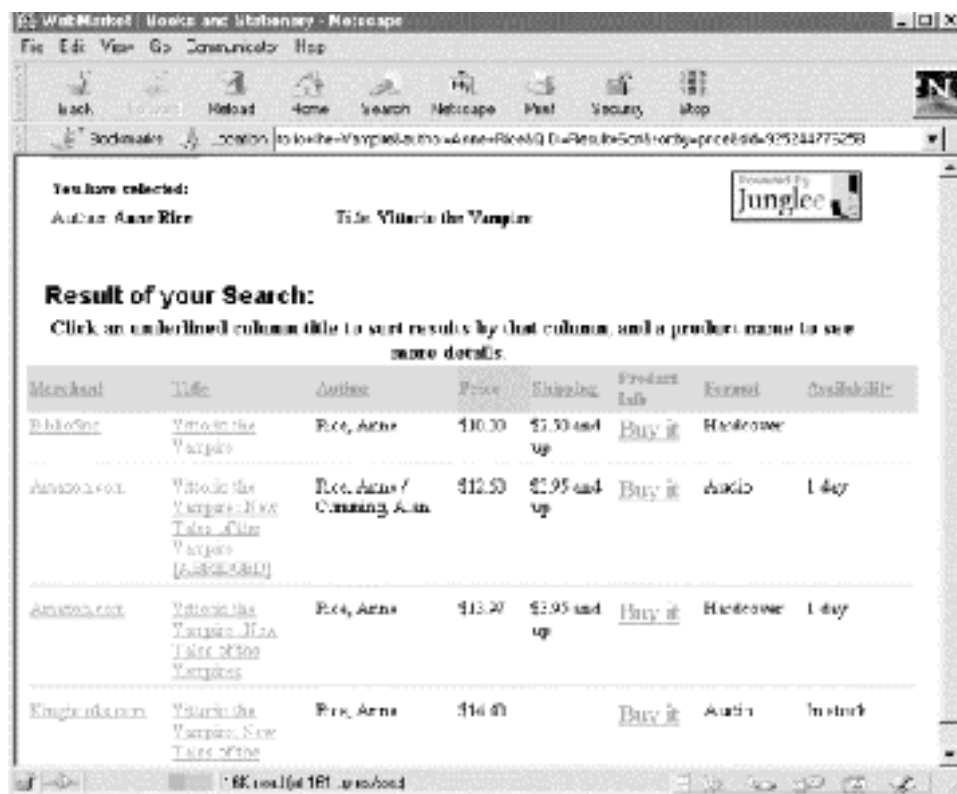 WebMarket Books and Stationery - Netscape
File Edit View Go Communicator Help
Back Reload Home Search Netscape Print Security Stop
Bookmarks Location
You have selected:
Author: Anne Rice Title: Vittorio the Vampire
Powered By
Junglee
Result of your Search:
Click an underlined column title to sort results by that column, and a product name to see
more details.
Merchant Title Author Price Shipping Product Info Format Availability
Bibliofind Vittorio the Rice, Anne and Buy it Hardcover
Vampire up
Amazon.com Vittorio the Rice, Anne / and Buy it Audio 1 day
Vampire: New Cumming, Alan up
Tales of the
Vampire
[ABRIDGED]
Amazon.com Vittorio the Rice, Anne $13.97 $3.95 and Buy it Hardcover 1 day
Vampire: New up
Tales of the
Vampires
Vittorio the Rice, Anne Buy it Audio In stock
Vampire: New
Tales of the